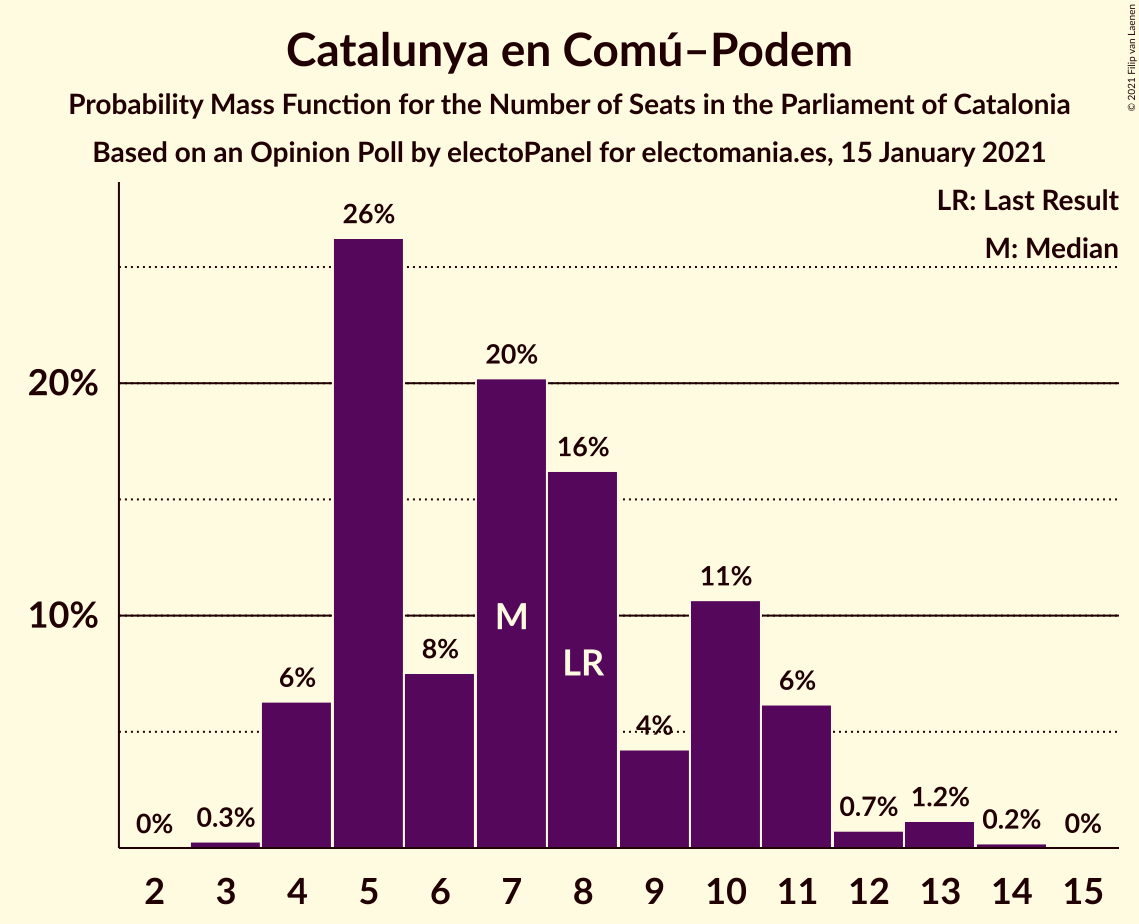 Catalunya en Comú–Podem
Probability Mass Function for the Number of Seats in the Parliament of Catalonia
Based on an Opinion Poll by electoPanel for electomania.es, 15 January 2021
© 2021 Filip van Laenen
LR: Last Result
M: Median
20%
10%
0%
0.3%
6%
26%
8%
20%
16%
4%
11%
6%
0.7%
1.2%
0.2%
0%
M
LR
2 3 4 5 6 7 8 9 10 11 12 13 14 15